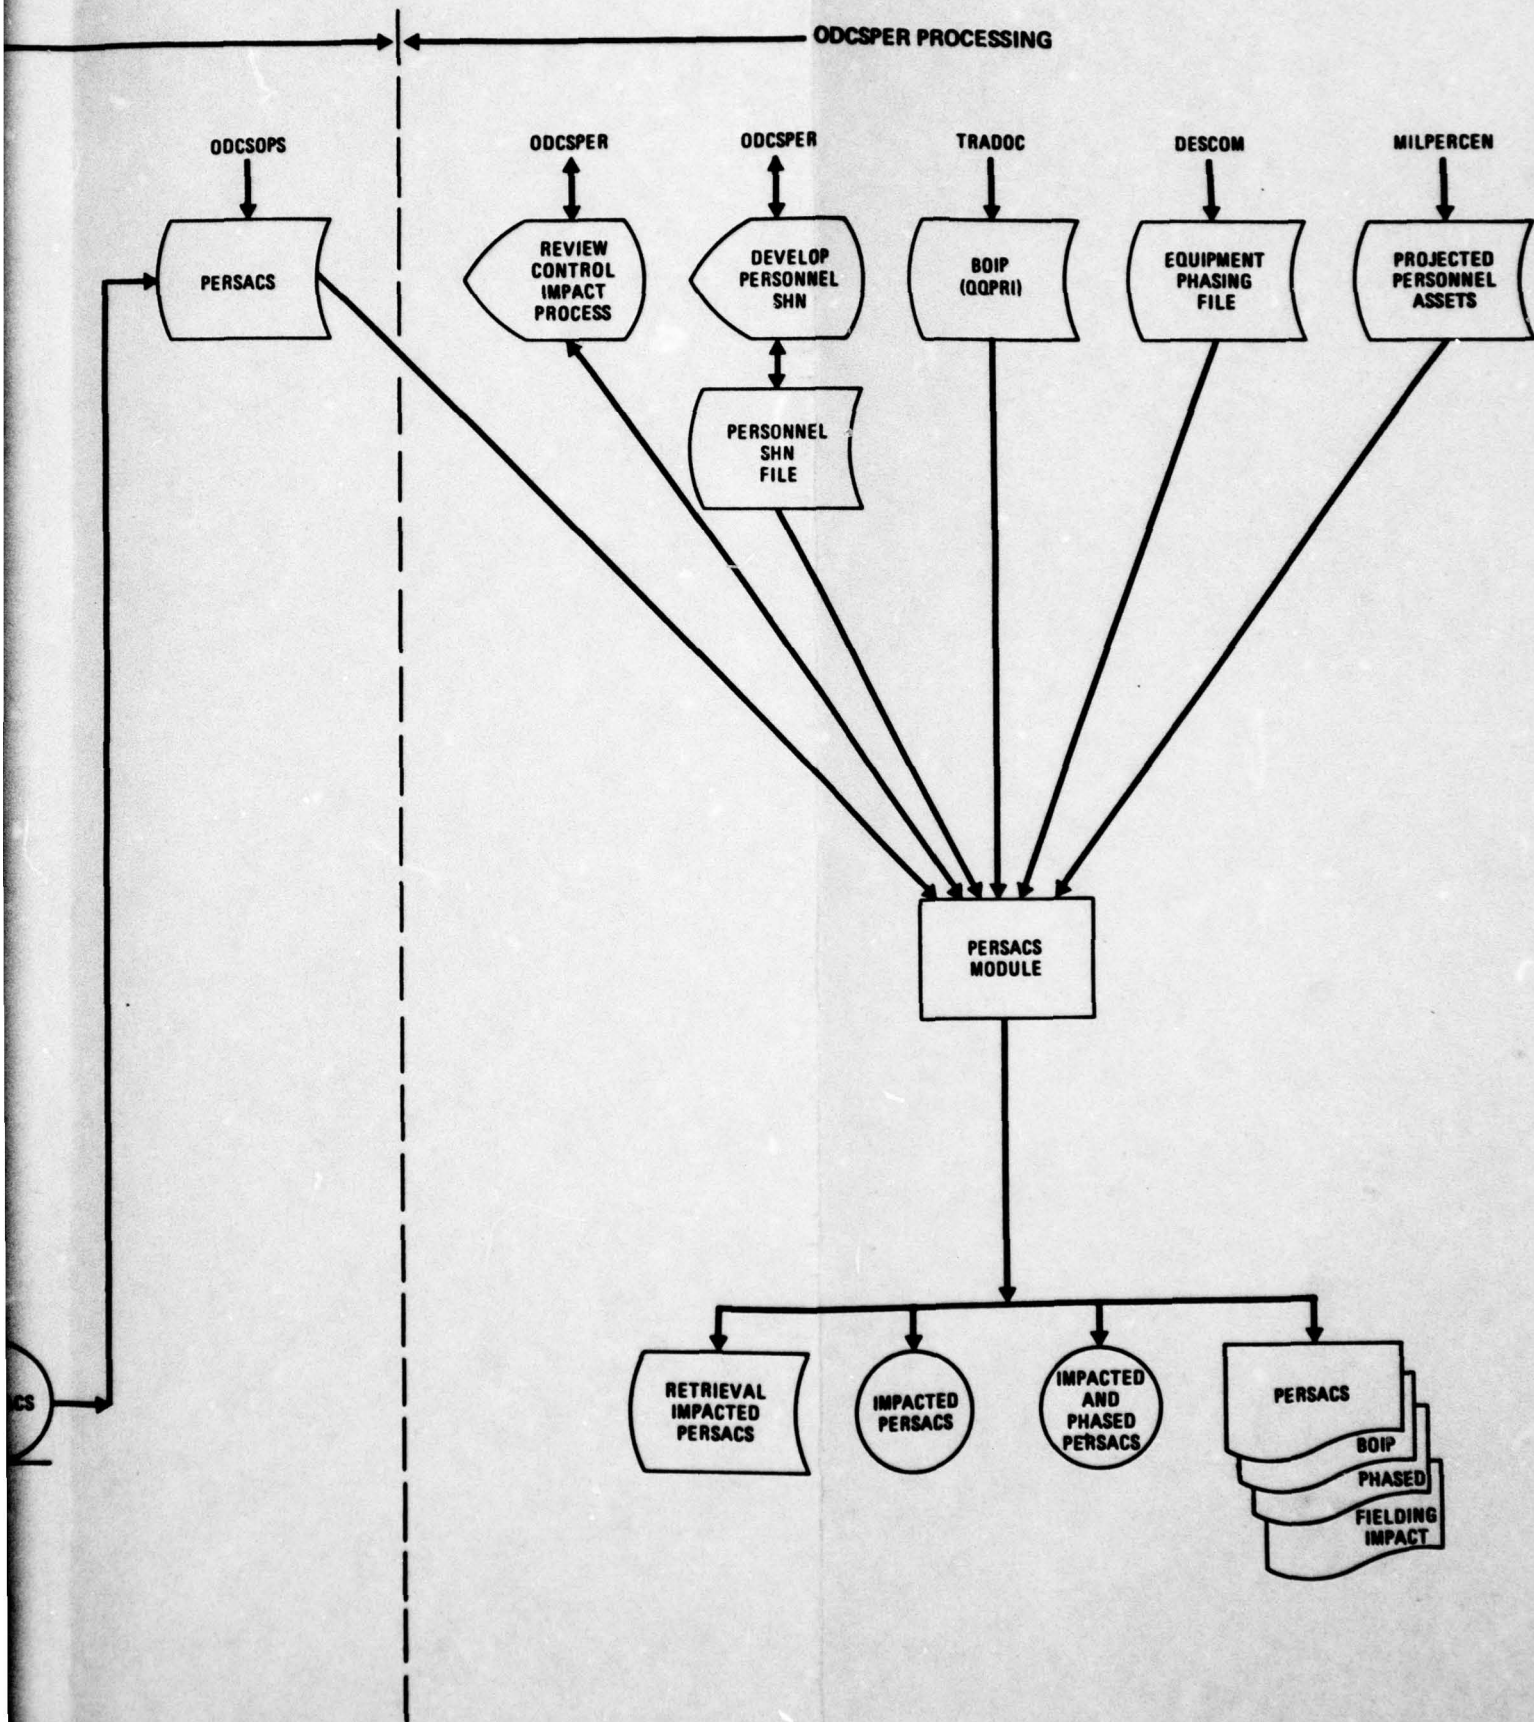 ODCSPER PROCESSING
ODCSOPS
ODCSPER
ODCSPER
TRADOC
DESCOM
MILPERCEN
PERSACS
REVIEW
CONTROL
IMPACT
PROCESS
DEVELOP
PERSONNEL
SHN
BOIP
(QQPRI)
EQUIPMENT
PHASING
FILE
PROJECTED
PERSONNEL
ASSETS
PERSONNEL
SHN
FILE
PERSACS
MODULE
CS
RETRIEVAL
IMPACTED
PERSACS
IMPACTED
PERSACS
IMPACTED
AND
PHASED
PERSACS
PERSACS
BOIP
PHASED
FIELDING
IMPACT